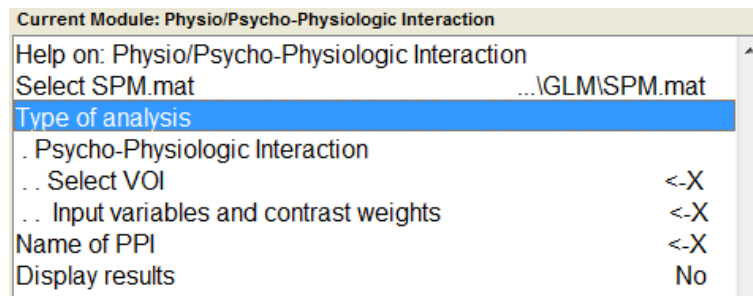 Current Module: Physio/Psycho-Physiologic Interaction
Help on: Physio/Psycho-Physiologic Interaction
Select SPM.mat ...\GLM\SPM.mat
Type of analysis
. Psycho-Physiologic Interaction
. . Select VOI <-X
. . Input variables and contrast weights <-X
Name of PPI <-X
Display results No